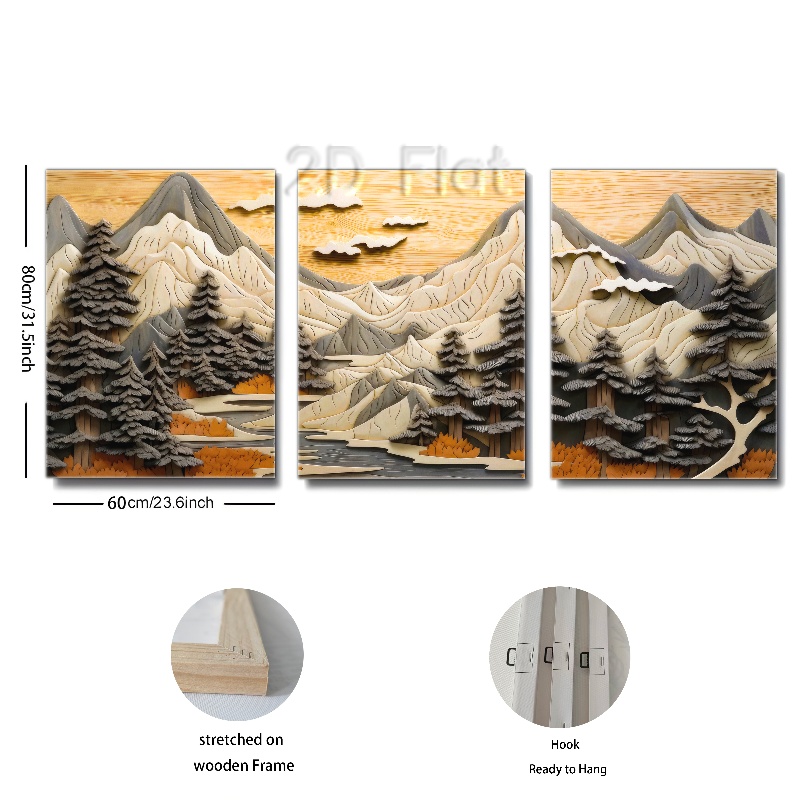 2D Flat
80cm/31.5inch
60cm/23.6inch
stretched on
wooden Frame
Hook
Ready to Hang